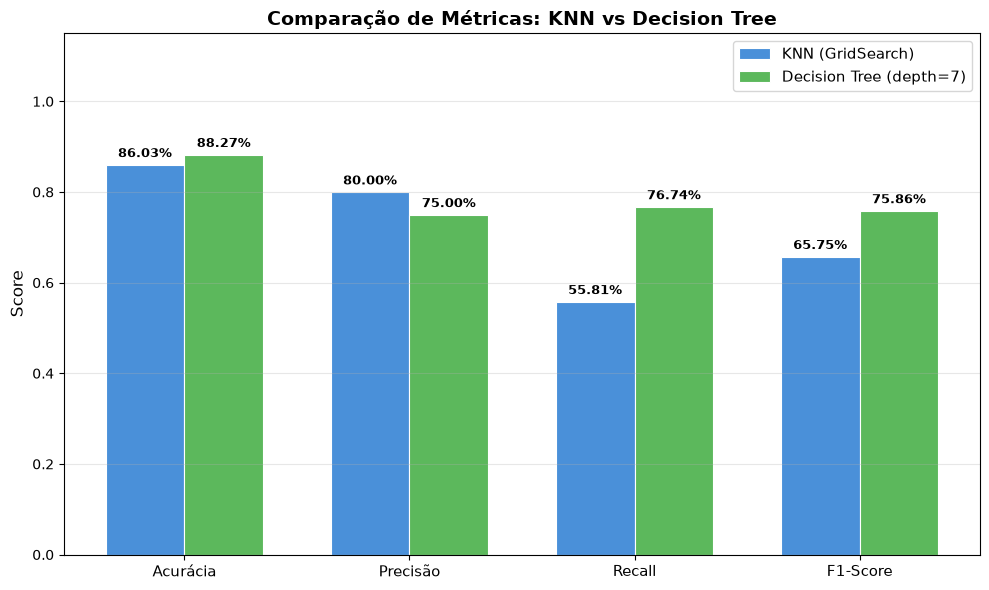 Comparação de Métricas: KNN vs Decision Tree
KNN (GridSearch)
Decision Tree (depth=7)
Score
1.0
0.8
0.6
0.4
0.2
0.0
86.03%
88.27%
80.00%
75.00%
55.81%
76.74%
65.75%
75.86%
Acurácia
Precisão
Recall
F1-Score